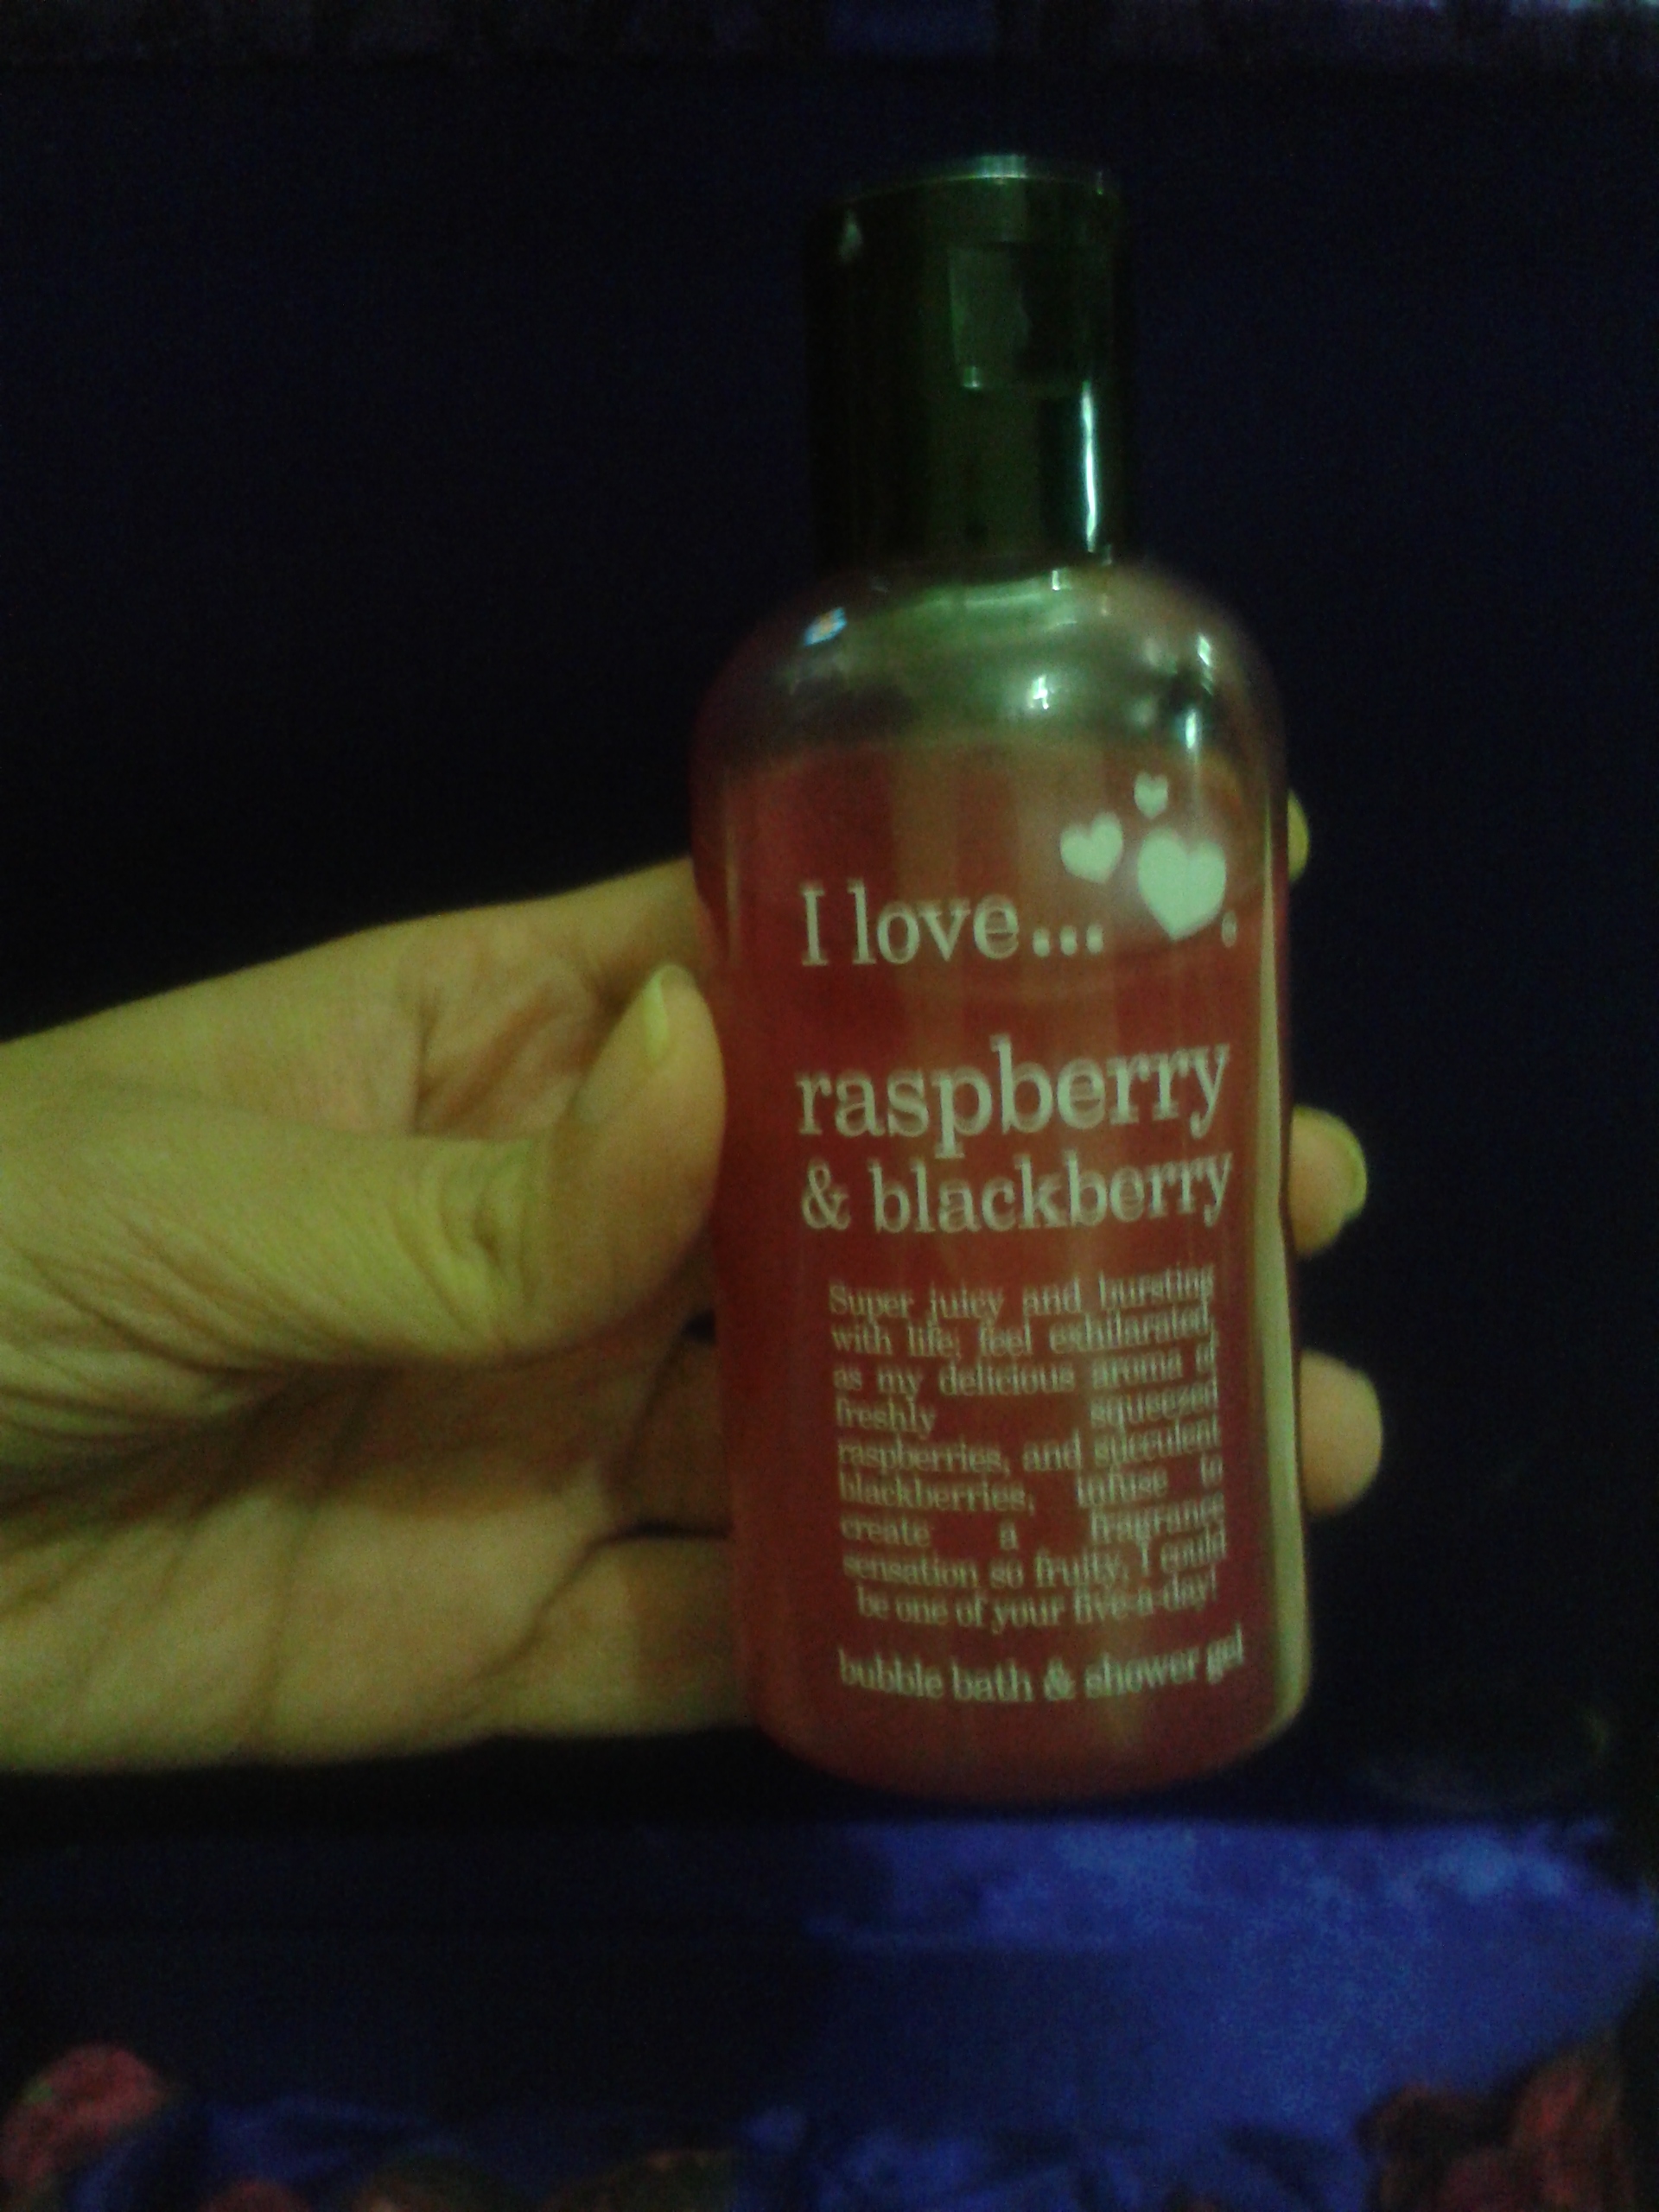 I love...
raspberry
& blackberry
Super juicy and bursting
with life; feel exhilarated,
as my delicious aroma of
freshly squeezed
raspberries, and succulent
blackberries, infuse to
create a fragrance
sensation so fruity, I could
be one of your five-a-day!
bubble bath & shower gel